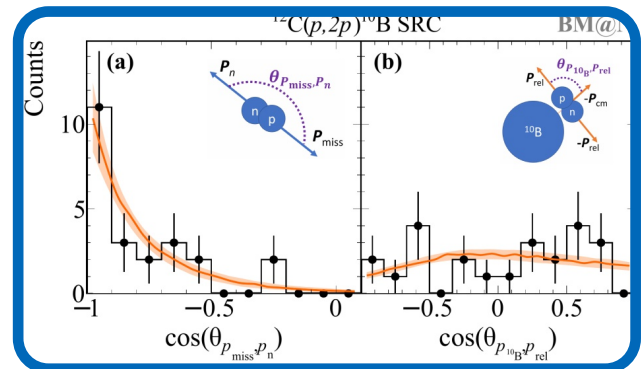 ¹²C(p,2p)¹⁰B SRC BM@
Counts
(a)
Pₙ
θ_{P_miss, P_n}
n
p
P_miss
(b)
P_rel
θ_{P_10B, P_rel}
p
n
-P_cm
¹⁰B
-P_rel
10
5
0
−1 −0.5 0
−0.5 0 0.5
cos(θ_{p_miss, p_n})
cos(θ_{p_10B, p_rel})